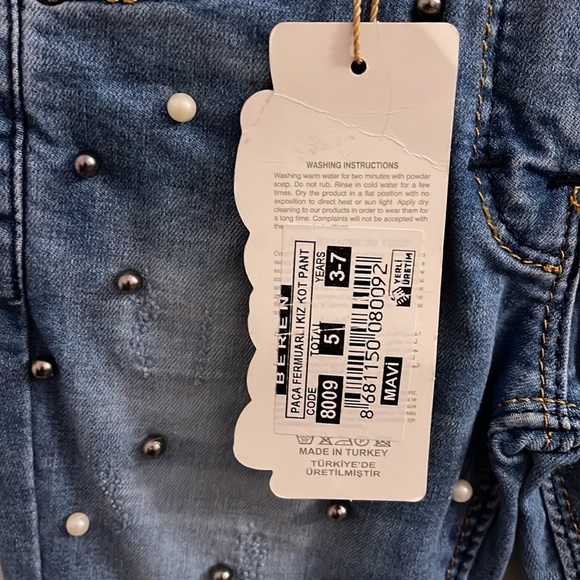 WASHING INSTRUCTIONS
Washing warm water for two minutes with powder
soep. Do not rub. Rinse in cold water for a few
times. Dry the product in a flat position with no
exposition to direct heat or sun light Apply dry
cleaning to our products in order to wear them for
a long time. Complaints will not be accepted with
BEREN
PAÇA FERMUARLI KIZ KOT PANT
CODE
8009
TOTAL
5
YEARS
3-7
8 681150 080092
YERLİ
ÜRETİM
MAVİ
MADE IN TURKEY
TÜRKİYE'DE
ÜRETİLMİŞTİR